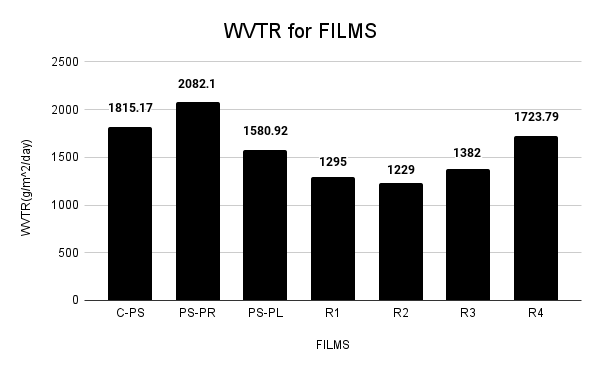 WVTR for FILMS
WVTR(g/m^2/day)
2500
2000
1500
1000
500
0
1815.17
2082.1
1580.92
1295
1229
1382
1723.79
C-PS
PS-PR
PS-PL
R1
R2
R3
R4
FILMS